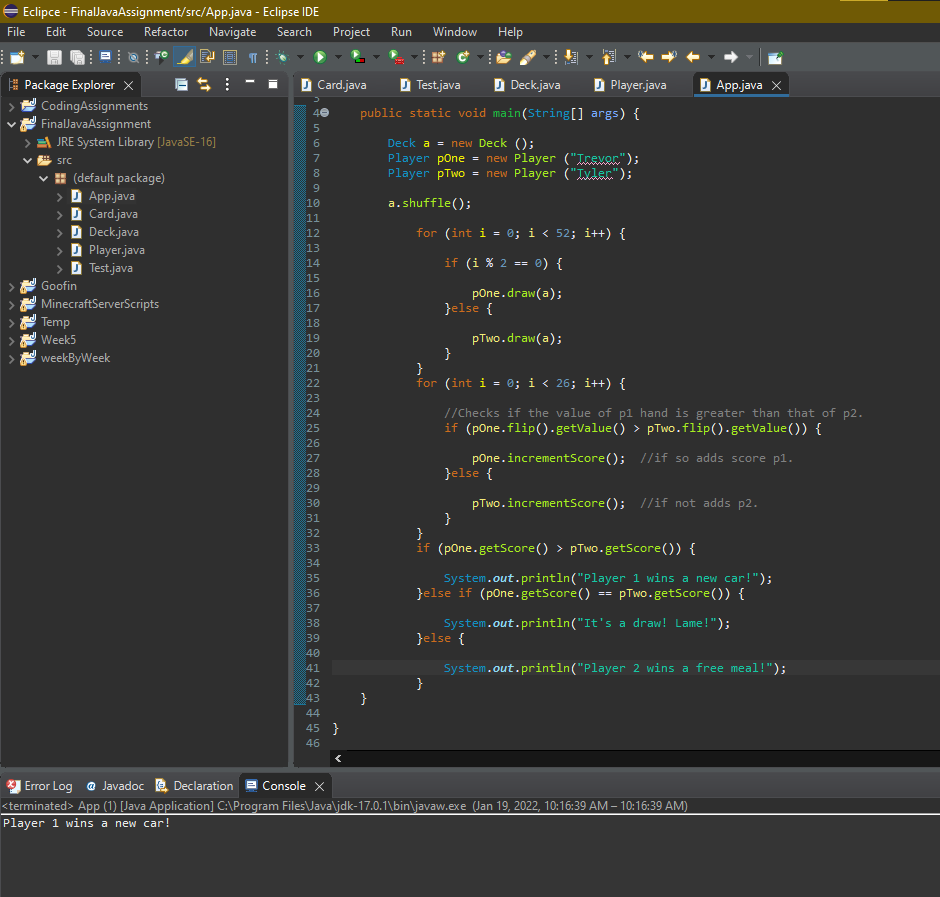 Eclipce - FinalJavaAssignment/src/App.java - Eclipse IDE
File Edit Source Refactor Navigate Search Project Run Window Help
Package Explorer
CodingAssignments
FinalJavaAssignment
JRE System Library [JavaSE-16]
src
(default package)
App.java
Card.java
Deck.java
Player.java
Test.java
Goofin
MinecraftServerScripts
Temp
Week5
weekByWeek
Card.java Test.java Deck.java Player.java App.java
3
4 public static void main(String[] args) {
5
6 Deck a = new Deck ();
7 Player pOne = new Player ("Trevor");
8 Player pTwo = new Player ("Tyler");
9
10 a.shuffle();
11
12 for (int i = 0; i < 52; i++) {
13
14 if (i % 2 == 0) {
15
16 pOne.draw(a);
17 }else {
18
19 pTwo.draw(a);
20 }
21 }
22 for (int i = 0; i < 26; i++) {
23
24 //Checks if the value of p1 hand is greater than that of p2.
25 if (pOne.flip().getValue() > pTwo.flip().getValue()) {
26
27 pOne.incrementScore(); //if so adds score p1.
28 }else {
29
30 pTwo.incrementScore(); //if not adds p2.
31 }
32 }
33 if (pOne.getScore() > pTwo.getScore()) {
34
35 System.out.println("Player 1 wins a new car!");
36 }else if (pOne.getScore() == pTwo.getScore()) {
37
38 System.out.println("It's a draw! Lame!");
39 }else {
40
41 System.out.println("Player 2 wins a free meal!");
42 }
43 }
44
45 }
46
Error Log Javadoc Declaration Console
<terminated> App (1) [Java Application] C:\Program Files\Java\jdk-17.0.1\bin\javaw.exe (Jan 19, 2022, 10:16:39 AM – 10:16:39 AM)
Player 1 wins a new car!